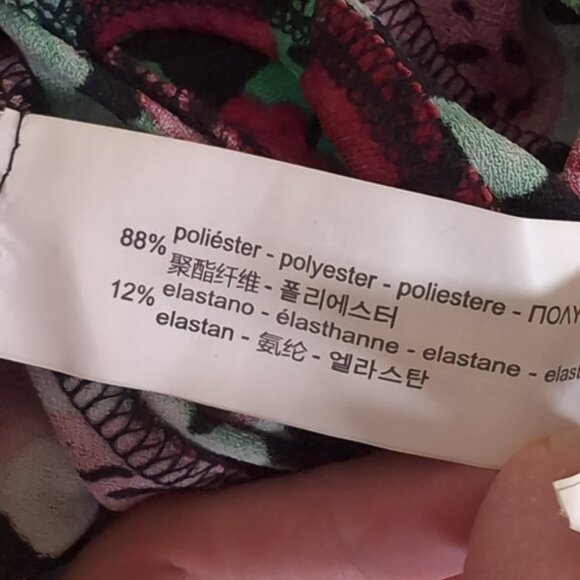 88% poliéster - polyester - poliestere - ΠΟΛΥ
聚酯纤维 - 폴리에스터
12% elastano - élasthanne - elastane - elast
elastan - 氨纶 - 엘라스탄